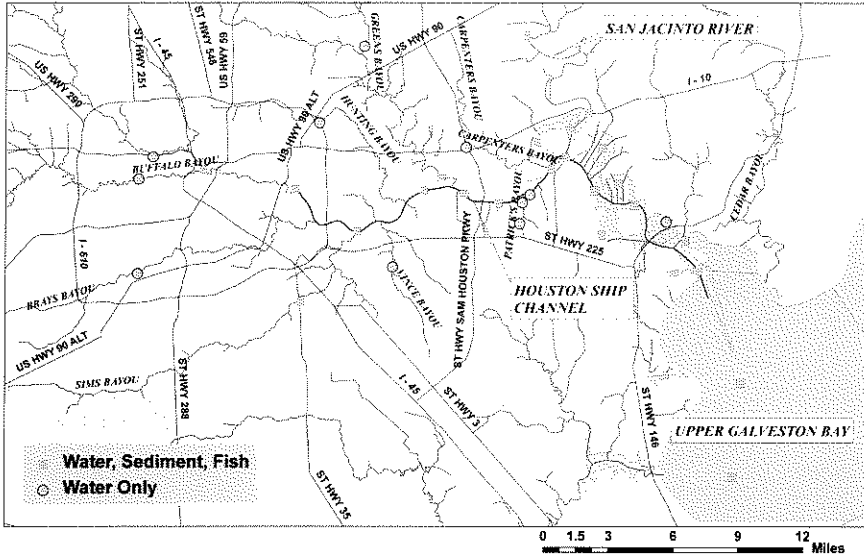 ST HWY 251
I - 45
ST HWY 548
US HWY 59
GREENS BAYOU
US HWY 90
CARPENTERS BAYOU
SAN JACINTO RIVER
US HWY 290
I - 10
US HWY 90 ALT
HUNTING BAYOU
CARPENTERS BAYOU
BUFFALO BAYOU
CEDAR BAYOU
PATRICK'S BAYOU
I - 610
ST HWY 225
BRAYS BAYOU
VINCE BAYOU
ST HWY SAM HOUSTON PKWY
HOUSTON SHIP
CHANNEL
US HWY 90 ALT
SIMS BAYOU
ST HWY 288
I - 45
ST HWY 3
ST HWY 146
UPPER GALVESTON BAY
Water, Sediment, Fish
Water Only
ST HWY 35
0 1.5 3 6 9 12
Miles